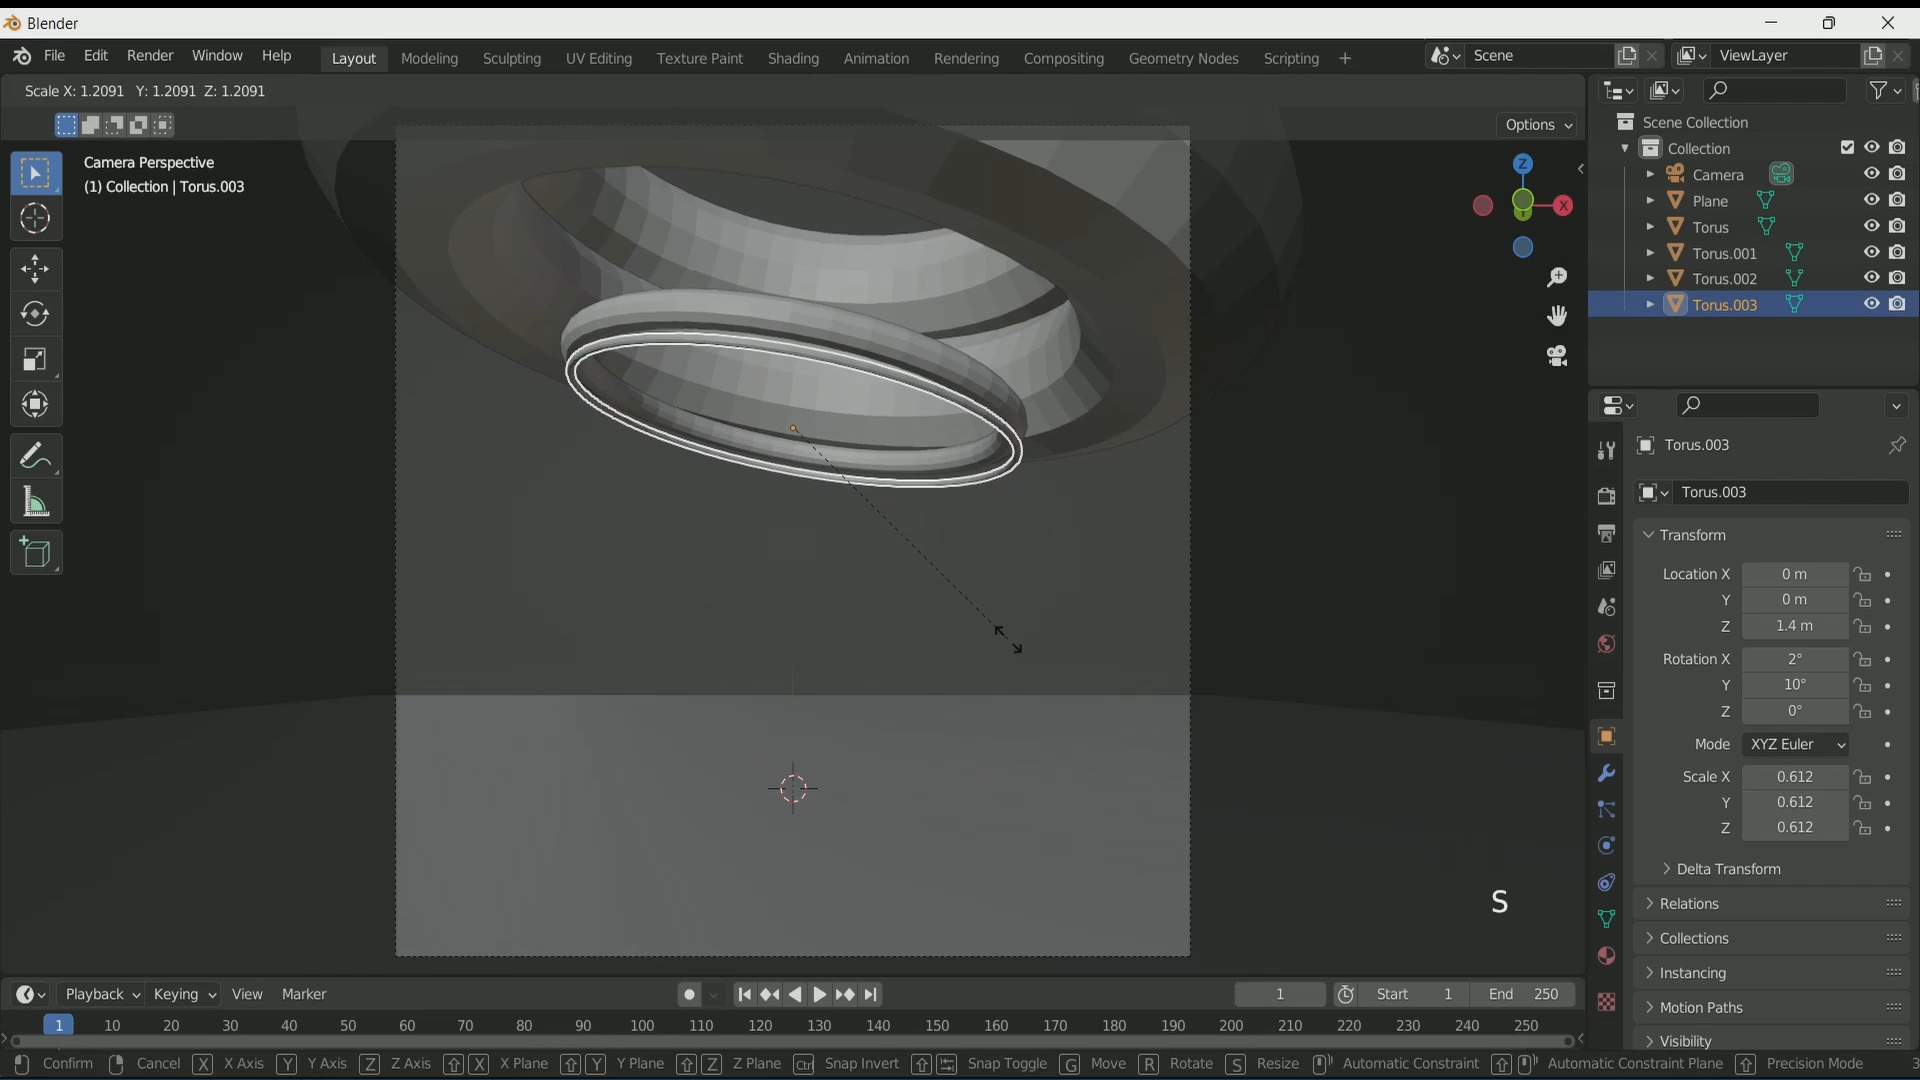 Blender
File Edit Render Window Help Layout Modeling Sculpting UV Editing Texture Paint Shading Animation Rendering Compositing Geometry Nodes Scripting + Scene ViewLayer
Scale X: 1.2091 Y: 1.2091 Z: 1.2091
Options
Camera Perspective
(1) Collection | Torus.003
Z
X
S
Scene Collection
Collection
Camera
Plane
Torus
Torus.001
Torus.002
Torus.003
Torus.003
Torus.003
Transform
Location X 0 m
Y 0 m
Z 1.4 m
Rotation X 2°
Y 10°
Z 0°
Mode XYZ Euler
Scale X 0.612
Y 0.612
Z 0.612
Delta Transform
Relations
Collections
Instancing
Motion Paths
Visibility
Playback Keying View Marker 1 Start 1 End 250
1 10 20 30 40 50 60 70 80 90 100 110 120 130 140 150 160 170 180 190 200 210 220 230 240 250
Confirm Cancel X X Axis Y Y Axis Z Z Axis X X Plane Y Y Plane Z Z Plane Ctrl Snap Invert Snap Toggle G Move R Rotate S Resize Automatic Constraint Automatic Constraint Plane Precision Mode